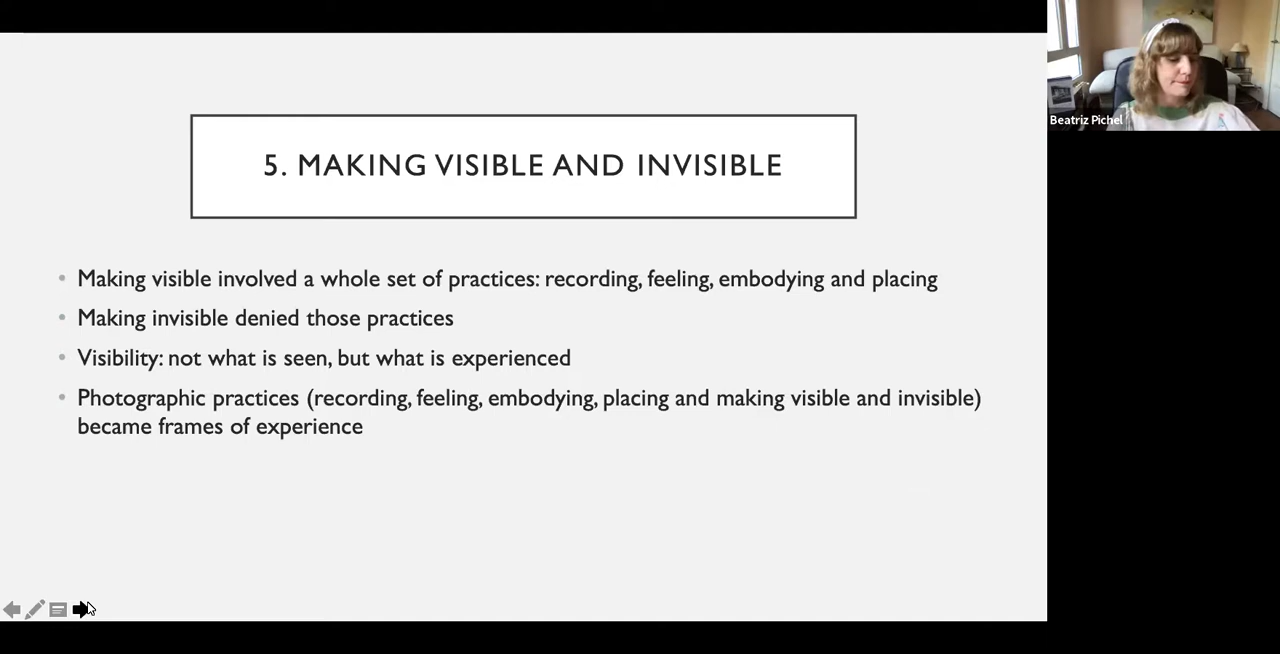 5. MAKING VISIBLE AND INVISIBLE
Making visible involved a whole set of practices: recording, feeling, embodying and placing
Making invisible denied those practices
Visibility: not what is seen, but what is experienced
Photographic practices (recording, feeling, embodying, placing and making visible and invisible)
became frames of experience
Beatriz Pichel